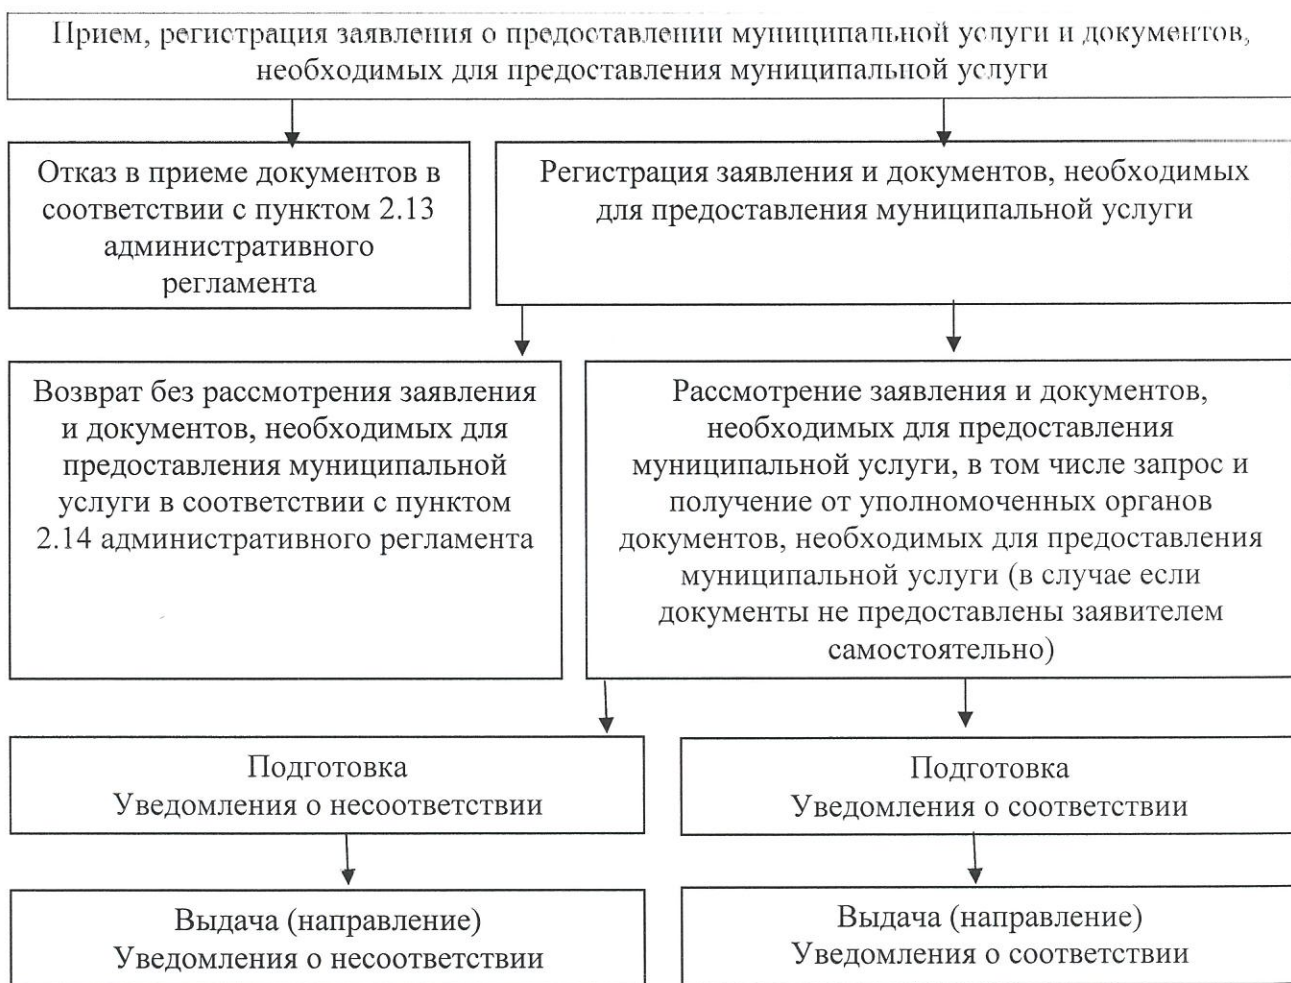 Прием, регистрация заявления о предоставлении муниципальной услуги и документов,
необходимых для предоставления муниципальной услуги
Отказ в приеме документов в
соответствии с пунктом 2.13
административного
регламента
Регистрация заявления и документов, необходимых
для предоставления муниципальной услуги
Возврат без рассмотрения заявления
и документов, необходимых для
предоставления муниципальной
услуги в соответствии с пунктом
2.14 административного регламента
Рассмотрение заявления и документов,
необходимых для предоставления
муниципальной услуги, в том числе запрос и
получение от уполномоченных органов
документов, необходимых для предоставления
муниципальной услуги (в случае если
документы не предоставлены заявителем
самостоятельно)
Подготовка
Уведомления о несоответствии
Подготовка
Уведомления о соответствии
Выдача (направление)
Уведомления о несоответствии
Выдача (направление)
Уведомления о соответствии